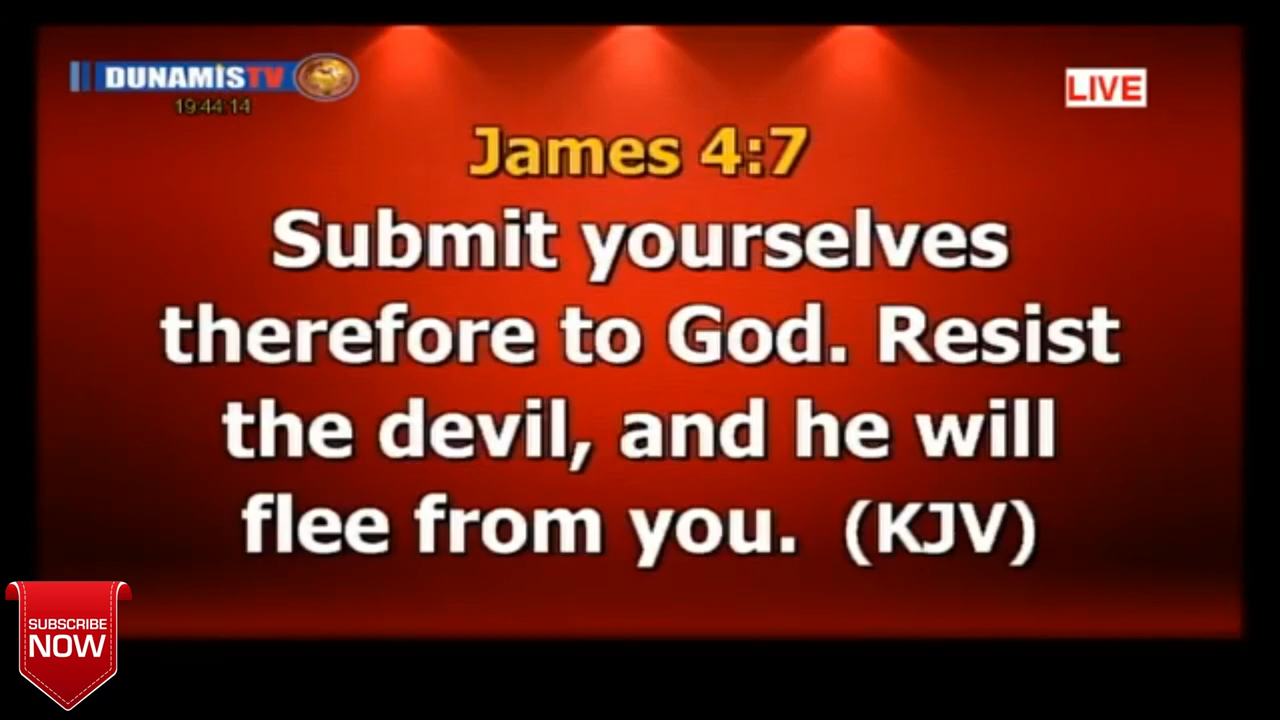 DUNAMISTV
19:44:14
LIVE
James 4:7
Submit yourselves
therefore to God. Resist
the devil, and he will
flee from you. (KJV)
SUBSCRIBE
NOW